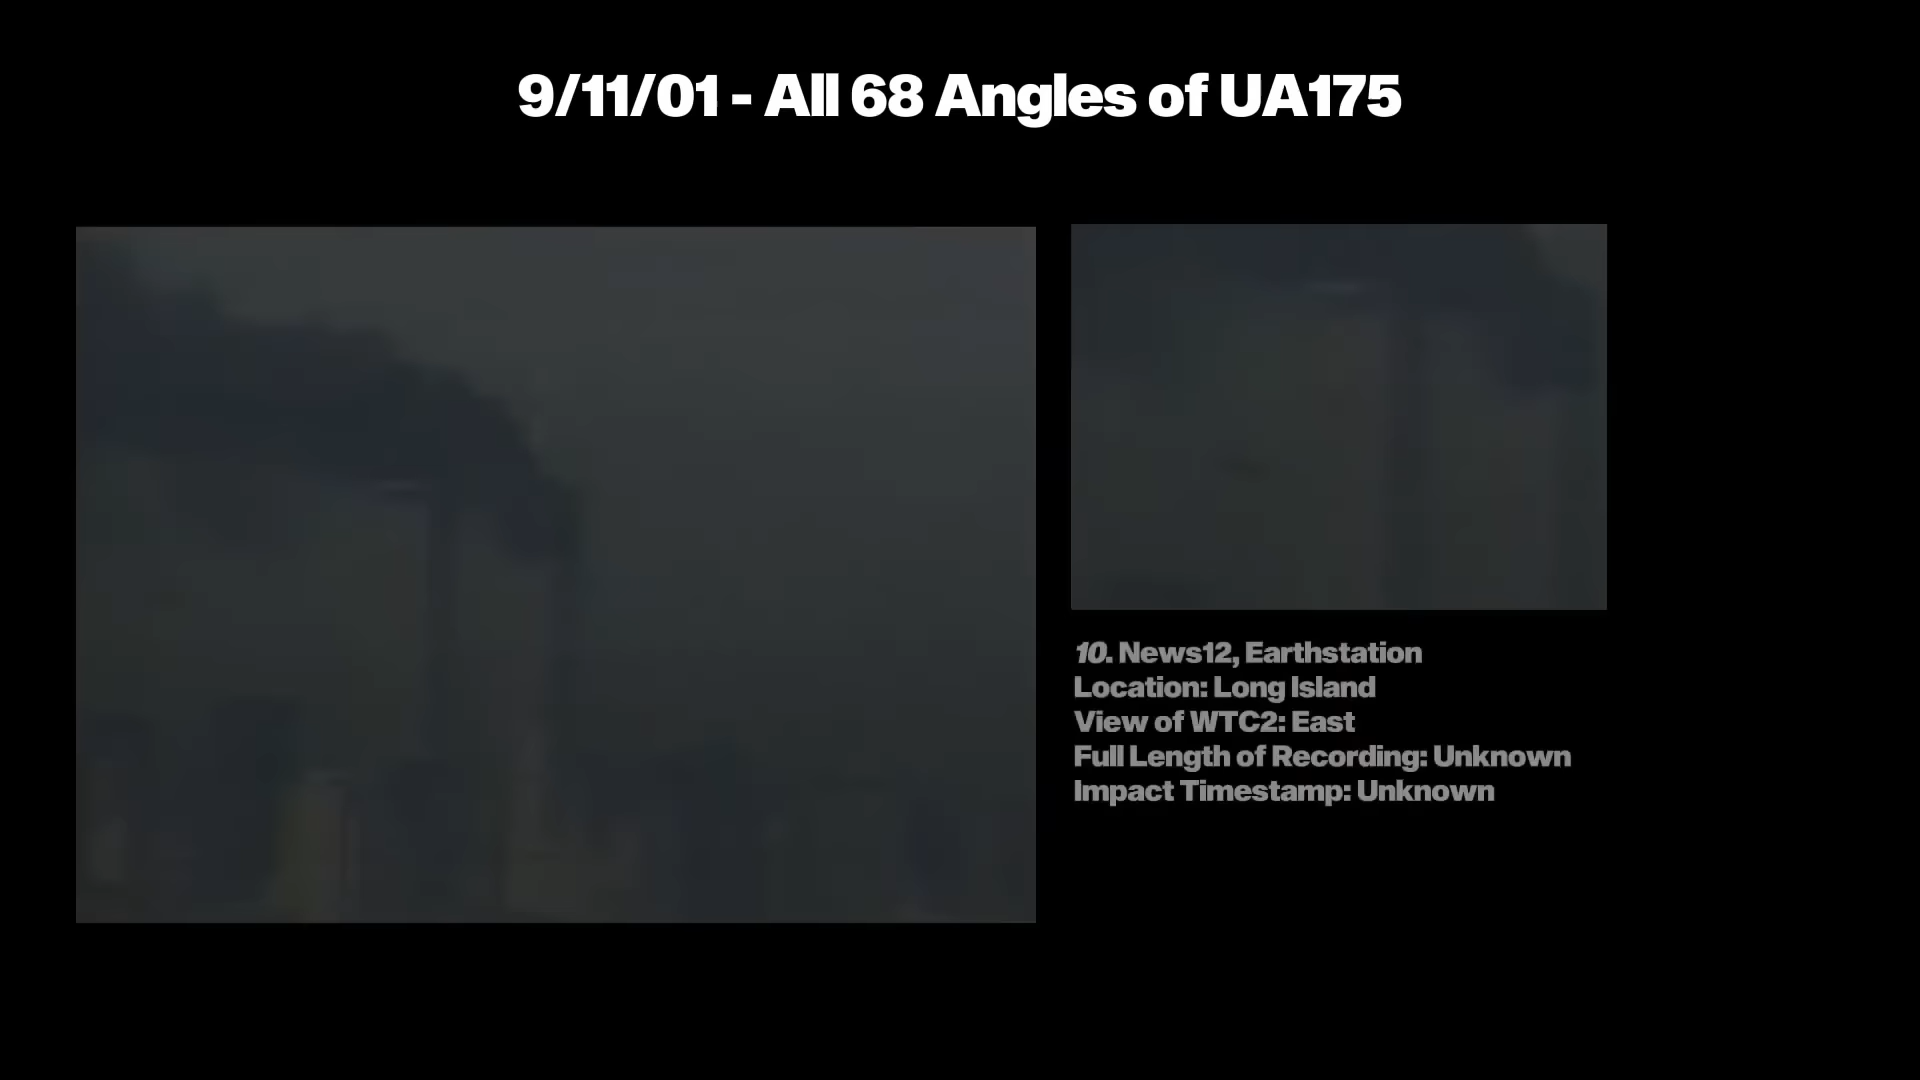 9/11/01 - All 68 Angles of UA175
10. News12, Earthstation
Location: Long Island
View of WTC2: East
Full Length of Recording: Unknown
Impact Timestamp: Unknown